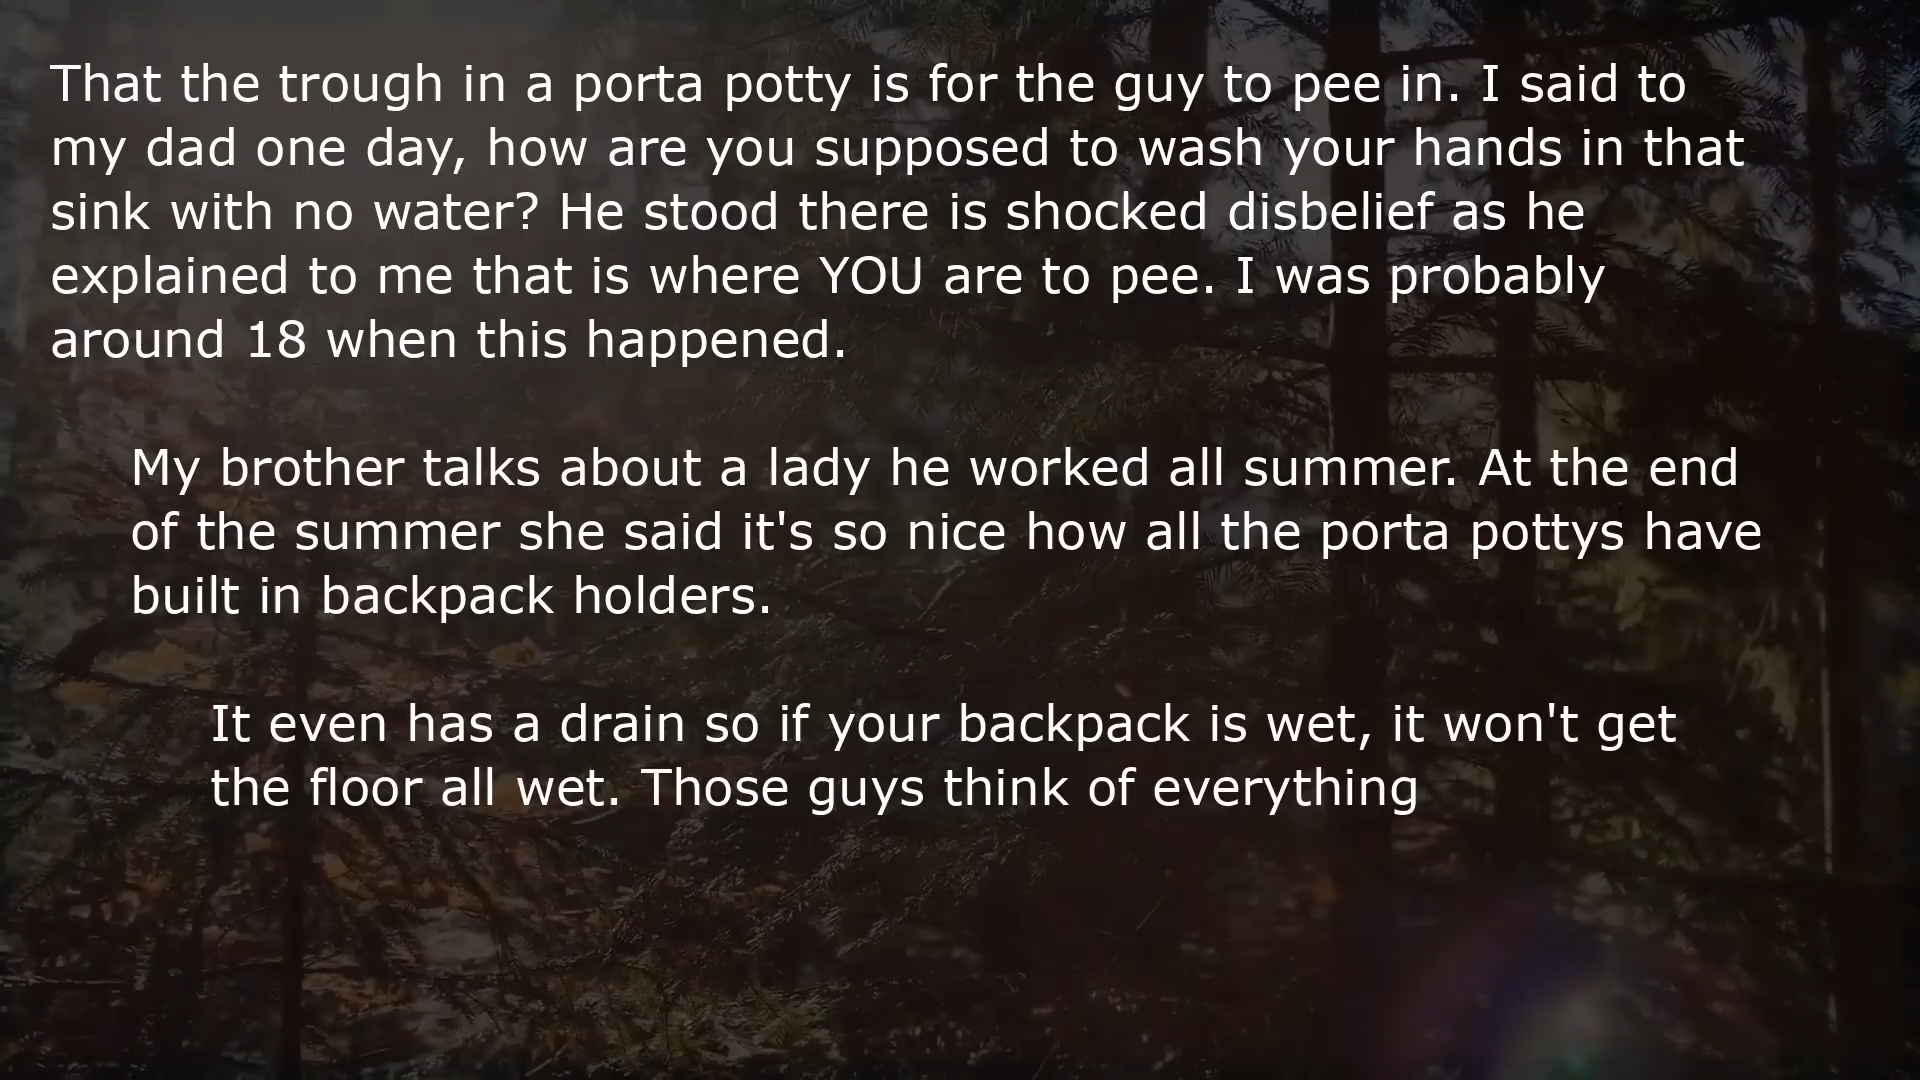 That the trough in a porta potty is for the guy to pee in. I said to
my dad one day, how are you supposed to wash your hands in that
sink with no water? He stood there is shocked disbelief as he
explained to me that is where YOU are to pee. I was probably
around 18 when this happened.
My brother talks about a lady he worked all summer. At the end
of the summer she said it's so nice how all the porta pottys have
built in backpack holders.
It even has a drain so if your backpack is wet, it won't get
the floor all wet. Those guys think of everything